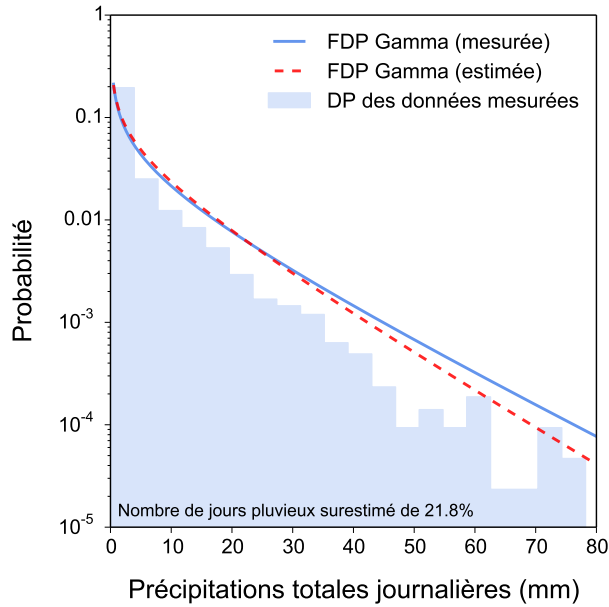 1
0.1
0.01
10-3
10-4
10-5
Probabilité
FDP Gamma (mesurée)
FDP Gamma (estimée)
DP des données mesurées
Nombre de jours pluvieux surestimé de 21.8%
0 10 20 30 40 50 60 70 80
Précipitations totales journalières (mm)